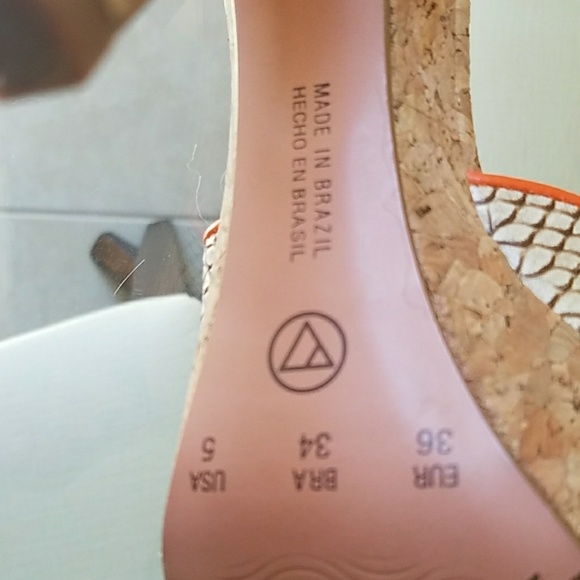 MADE IN BRAZIL
HECHO EN BRASIL
EUR BRA USA
36 34 5